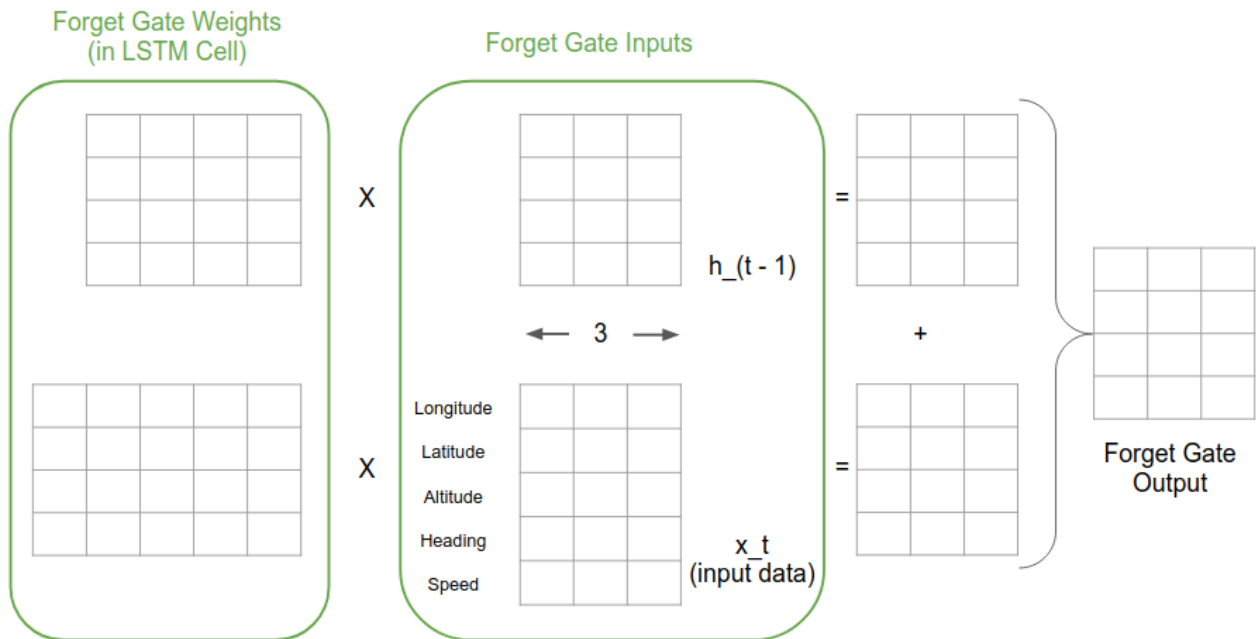 Forget Gate Weights
(in LSTM Cell)
Forget Gate Inputs
X
=
h_(t - 1)
3
+
Longitude
Latitude
Altitude
Heading
Speed
X
=
x_t
(input data)
Forget Gate
Output